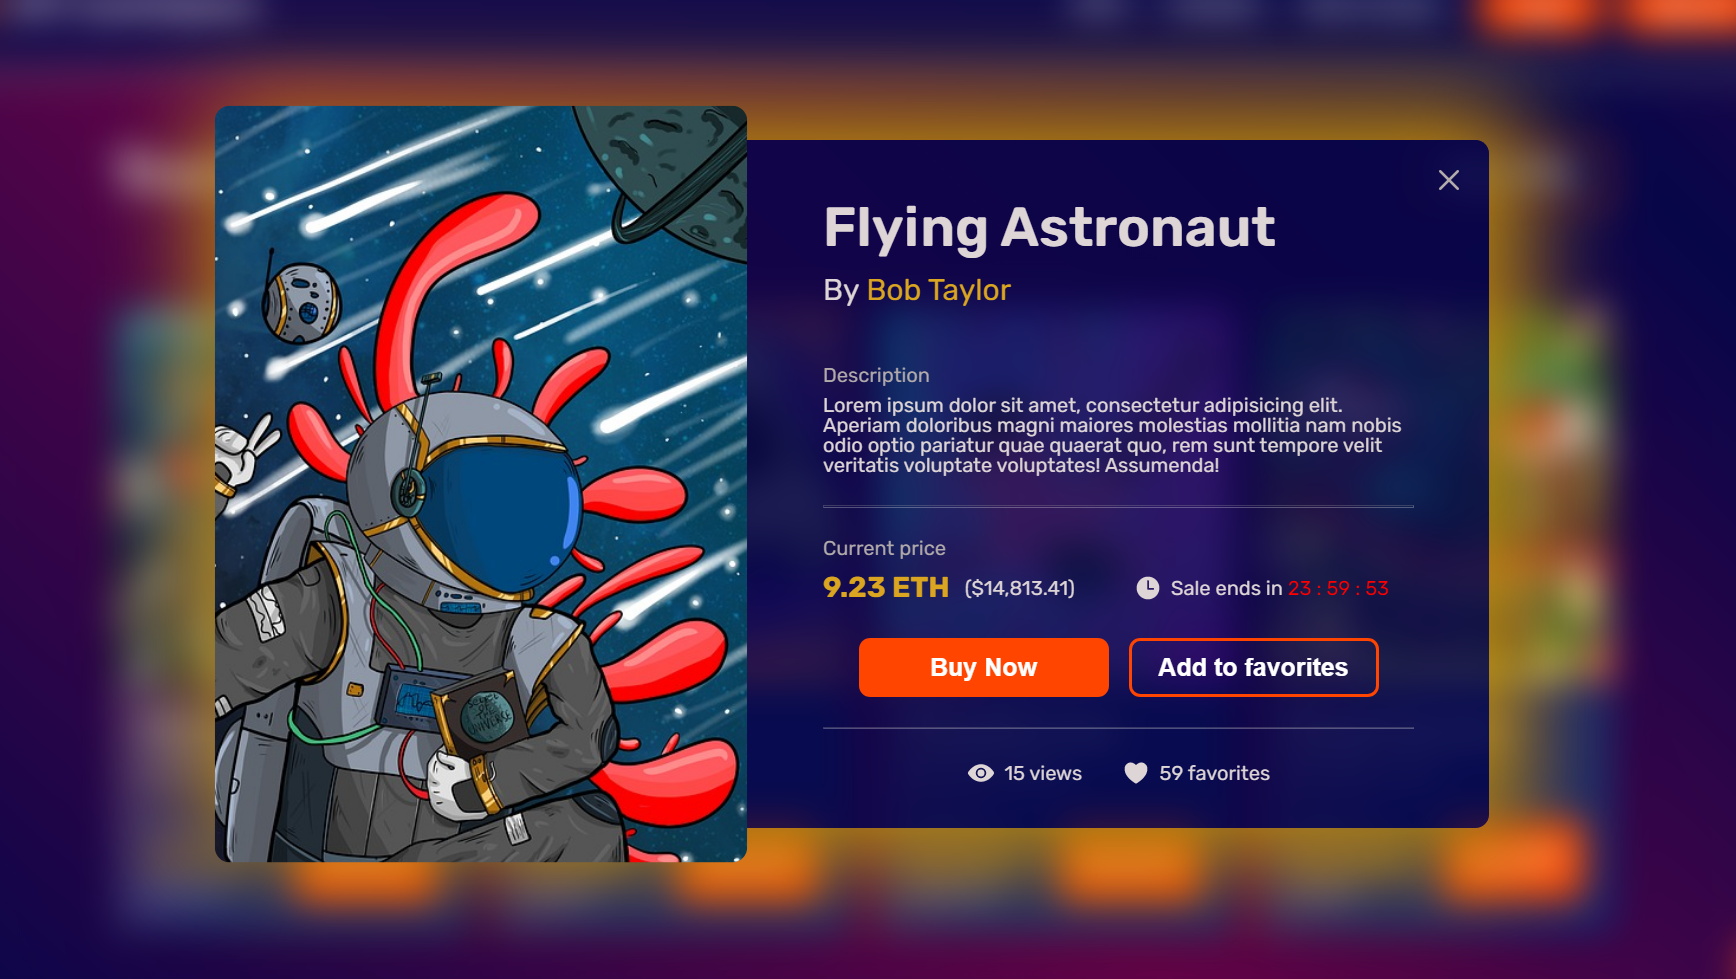 Flying Astronaut
By Bob Taylor
Description
Lorem ipsum dolor sit amet, consectetur adipisicing elit.
Aperiam doloribus magni maiores molestias mollitia nam nobis
odio optio pariatur quae quaerat quo, rem sunt tempore velit
veritatis voluptate voluptates! Assumenda!
Current price
9.23 ETH ($14,813.41) Sale ends in 23 : 59 : 53
Buy Now Add to favorites
15 views 59 favorites
OF
THE
UNIVERSE